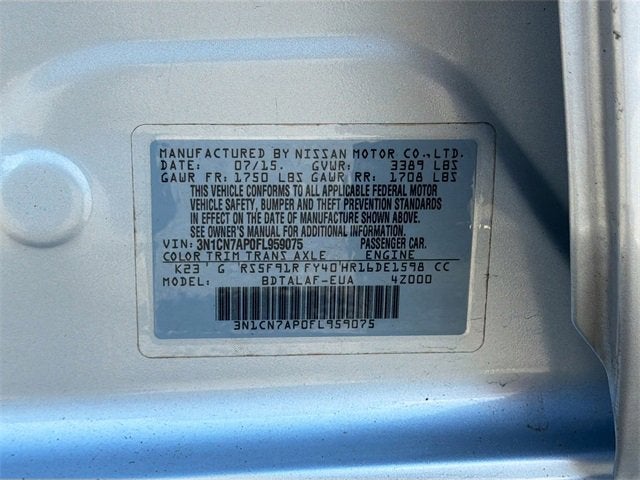 MANUFACTURED BY NISSAN MOTOR CO.,LTD.
DATE: 07/15. GVWR: 3389 LBS
GAWR FR: 1750 LBS GAWR RR: 1708 LBS
THIS VEHICLE CONFORMS TO ALL APPLICABLE FEDERAL MOTOR
VEHICLE SAFETY, BUMPER AND THEFT PREVENTION STANDARDS
IN EFFECT ON THE DATE OF MANUFACTURE SHOWN ABOVE.
SEE OWNER'S MANUAL FOR ADDITIONAL INFORMATION.
VIN: 3N1CN7AP0FL959075 PASSENGER CAR.
COLOR TRIM TRANS AXLE ENGINE
K23 ' G RS5F91R FY40'HR16DE1598 CC
MODEL: BDTALAF-EUA 4Z000
3N1CN7AP0FL959075